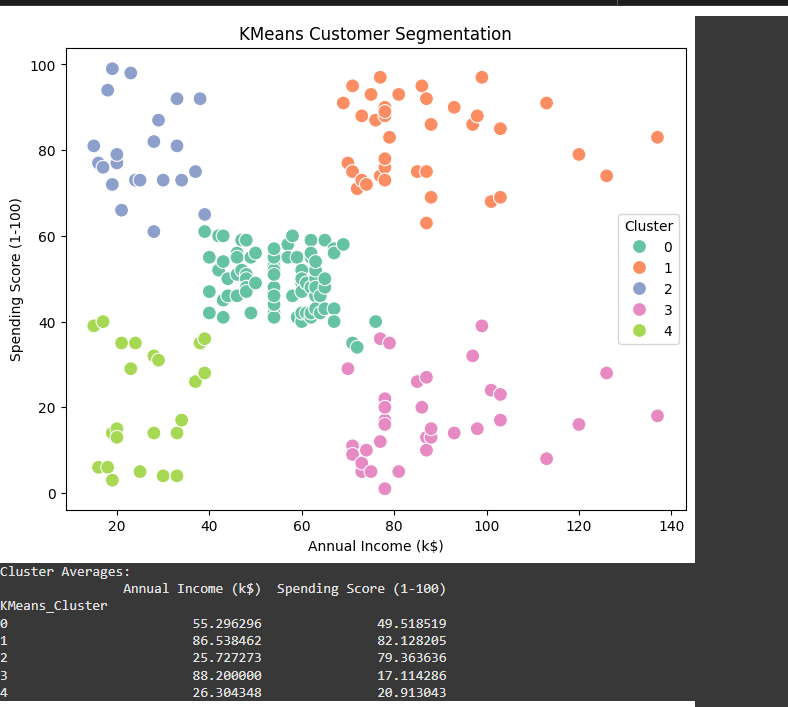 KMeans Customer Segmentation
100
80
60
40
20
0
Spending Score (1-100)
Cluster
0
1
2
3
4
20 40 60 80 100 120 140
Annual Income (k$)
Cluster Averages:
Annual Income (k$) Spending Score (1-100)
KMeans_Cluster
0 55.296296 49.518519
1 86.538462 82.128205
2 25.727273 79.363636
3 88.200000 17.114286
4 26.304348 20.913043